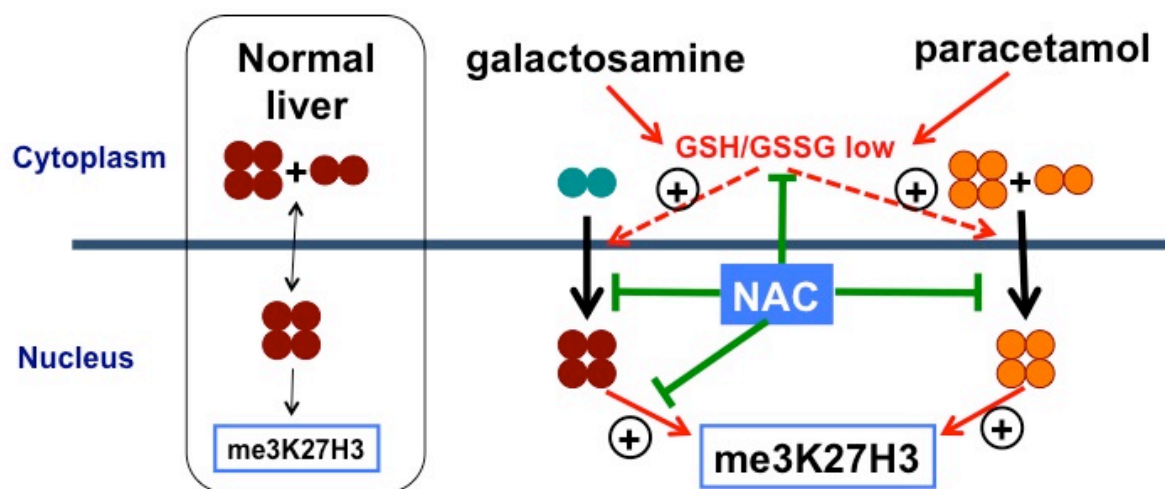 Normal
liver
galactosamine
paracetamol
Cytoplasm
+
GSH/GSSG low
+
+
+
NAC
Nucleus
+
+
me3K27H3
me3K27H3